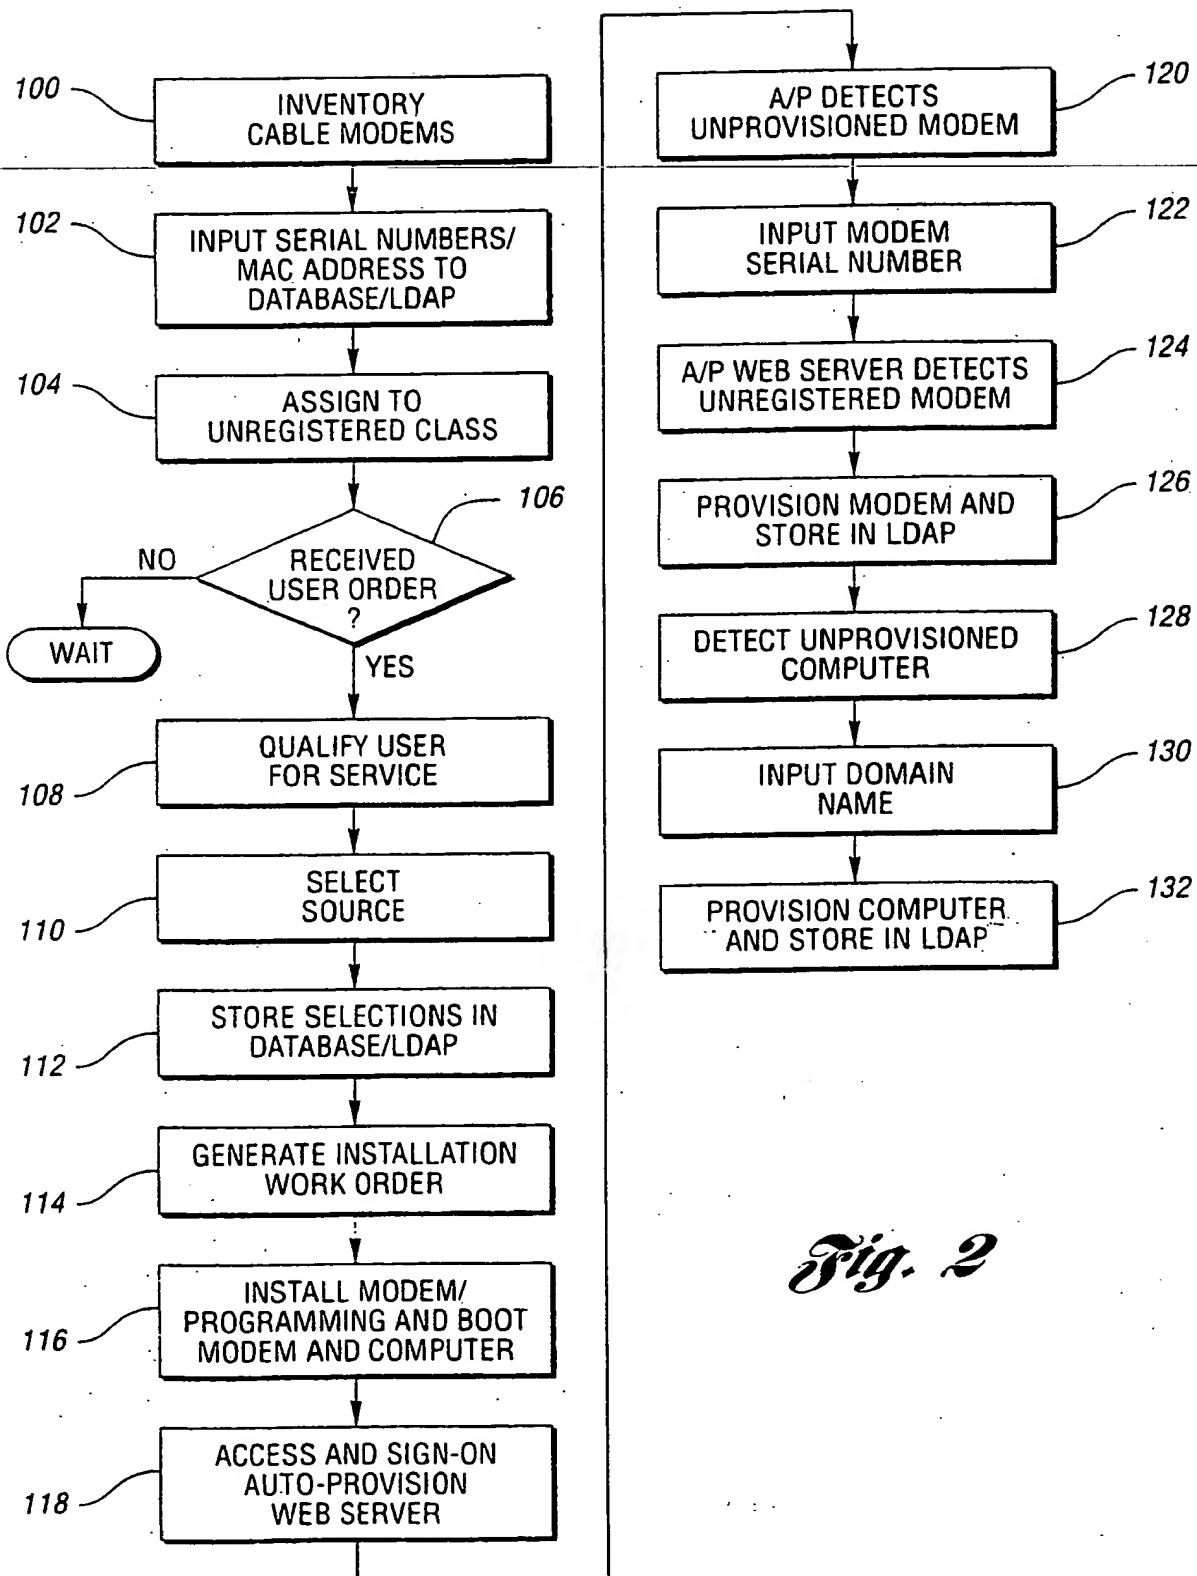 100
INVENTORY
CABLE MODEMS
102
INPUT SERIAL NUMBERS/
MAC ADDRESS TO
DATABASE/LDAP
104
ASSIGN TO
UNREGISTERED CLASS
106
RECEIVED
USER ORDER
?
NO
WAIT
YES
108
QUALIFY USER
FOR SERVICE
110
SELECT
SOURCE
112
STORE SELECTIONS IN
DATABASE/LDAP
114
GENERATE INSTALLATION
WORK ORDER
116
INSTALL MODEM/
PROGRAMMING AND BOOT
MODEM AND COMPUTER
118
ACCESS AND SIGN-ON
AUTO-PROVISION
WEB SERVER
120
A/P DETECTS
UNPROVISIONED MODEM
122
INPUT MODEM
SERIAL NUMBER
124
A/P WEB SERVER DETECTS
UNREGISTERED MODEM
126
PROVISION MODEM AND
STORE IN LDAP
128
DETECT UNPROVISIONED
COMPUTER
130
INPUT DOMAIN
NAME
132
PROVISION COMPUTER
AND STORE IN LDAP
Fig. 2